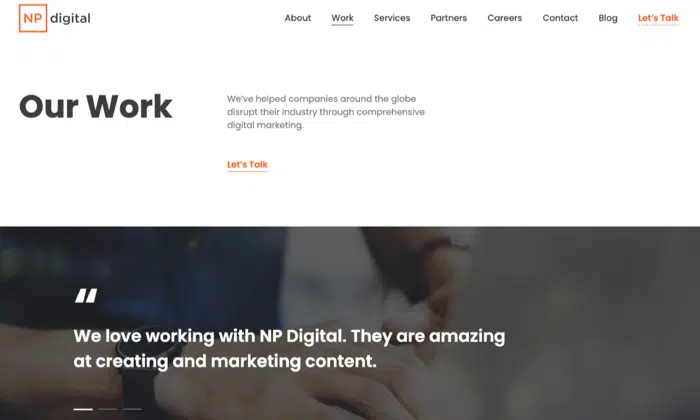 NP digital
About Work Services Partners Careers Contact Blog Let's Talk
Our Work
We've helped companies around the globe
disrupt their industry through comprehensive
digital marketing.
Let's Talk
“
We love working with NP Digital. They are amazing
at creating and marketing content.